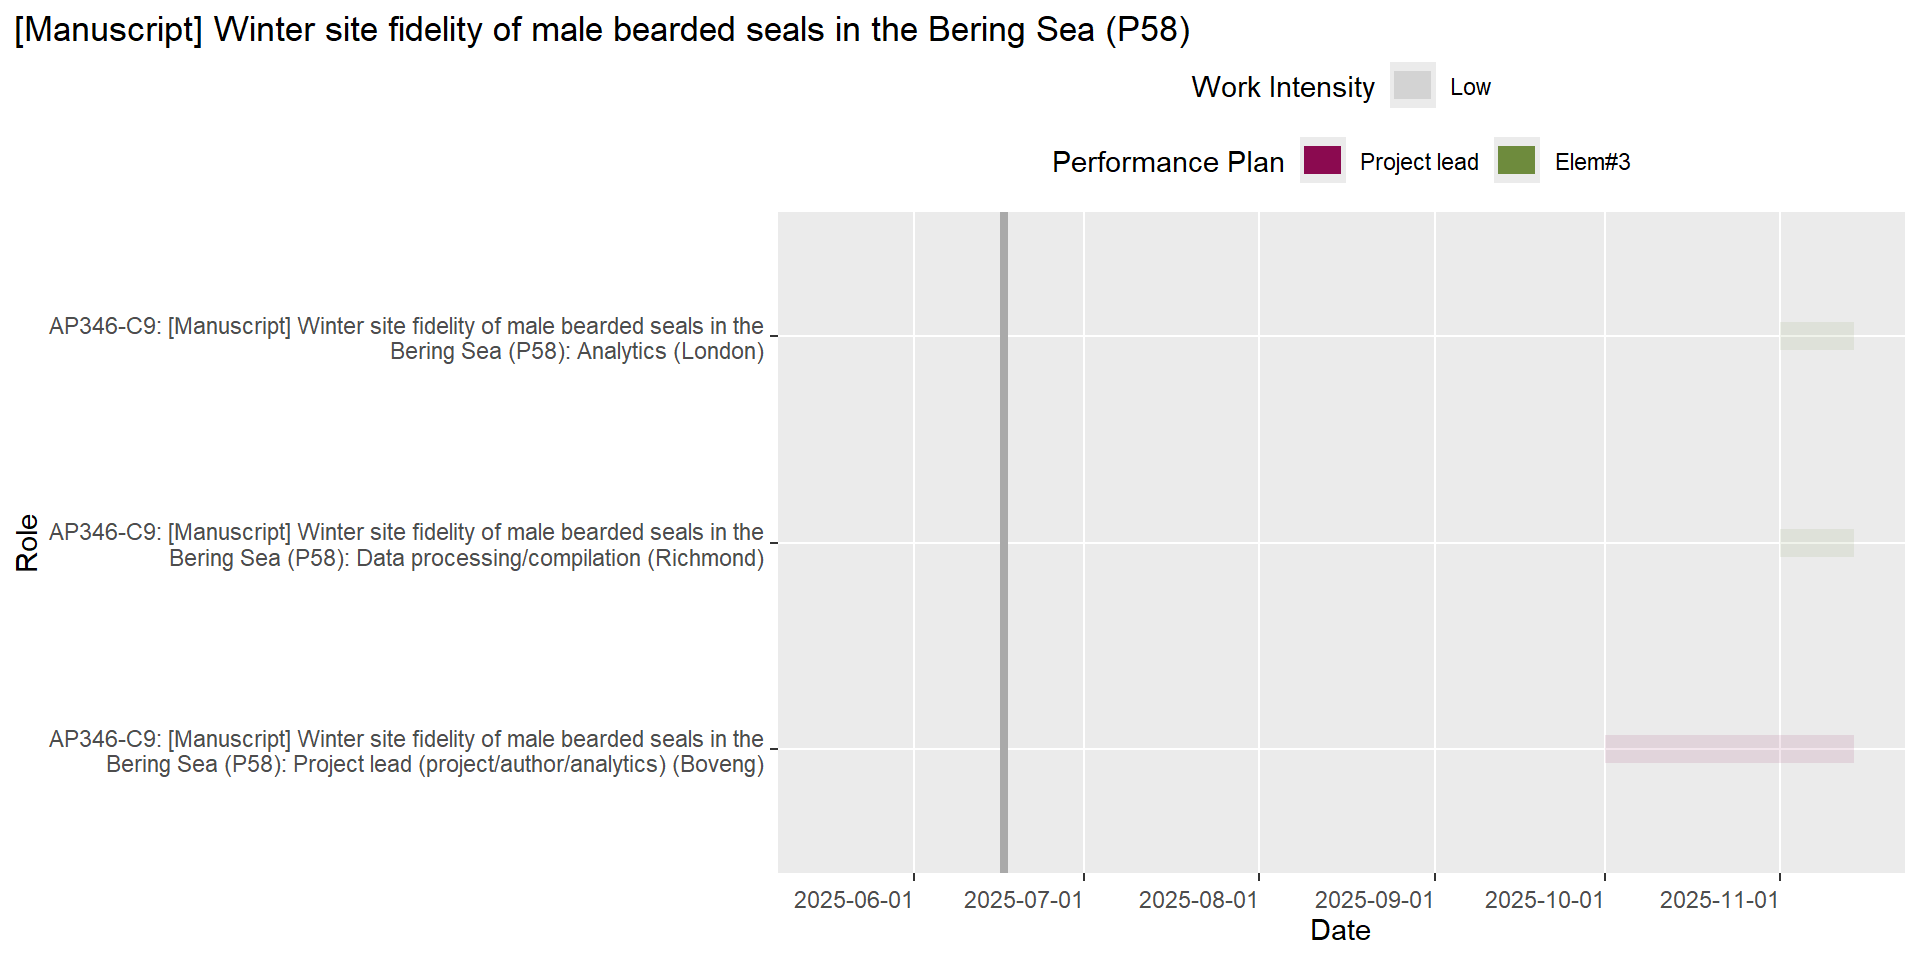 [Manuscript] Winter site fidelity of male bearded seals in the Bering Sea (P58)
Work Intensity Low
Performance Plan Project lead Elem#3
AP346-C9: [Manuscript] Winter site fidelity of male bearded seals in the
Bering Sea (P58): Analytics (London)
Role
AP346-C9: [Manuscript] Winter site fidelity of male bearded seals in the
Bering Sea (P58): Data processing/compilation (Richmond)
AP346-C9: [Manuscript] Winter site fidelity of male bearded seals in the
Bering Sea (P58): Project lead (project/author/analytics) (Boveng)
2025-06-01 2025-07-01 2025-08-01 2025-09-01 2025-10-01 2025-11-01
Date